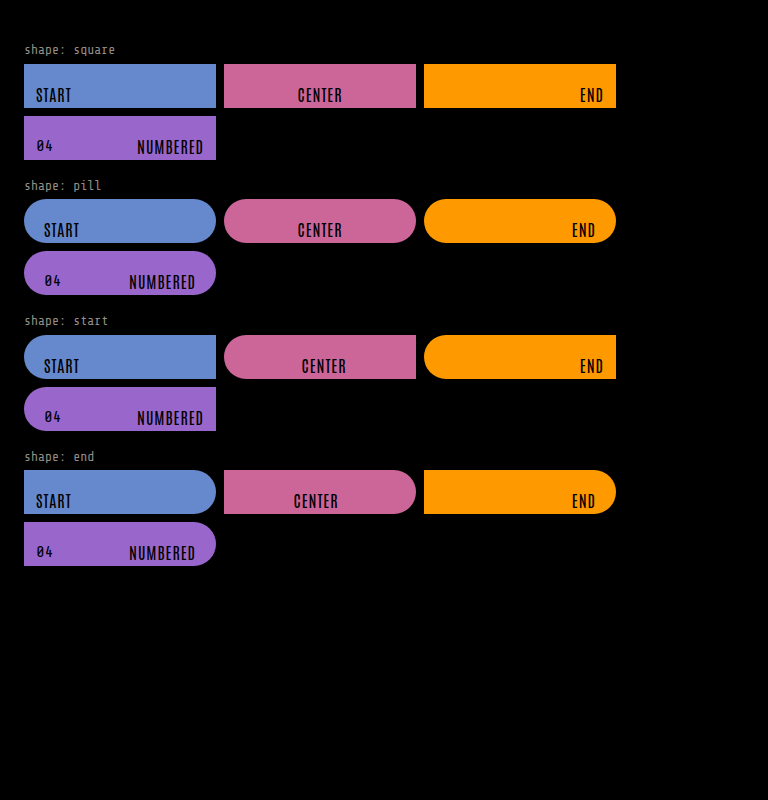 shape: square
START CENTER END
04 NUMBERED
shape: pill
START CENTER END
04 NUMBERED
shape: start
START CENTER END
04 NUMBERED
shape: end
START CENTER END
04 NUMBERED